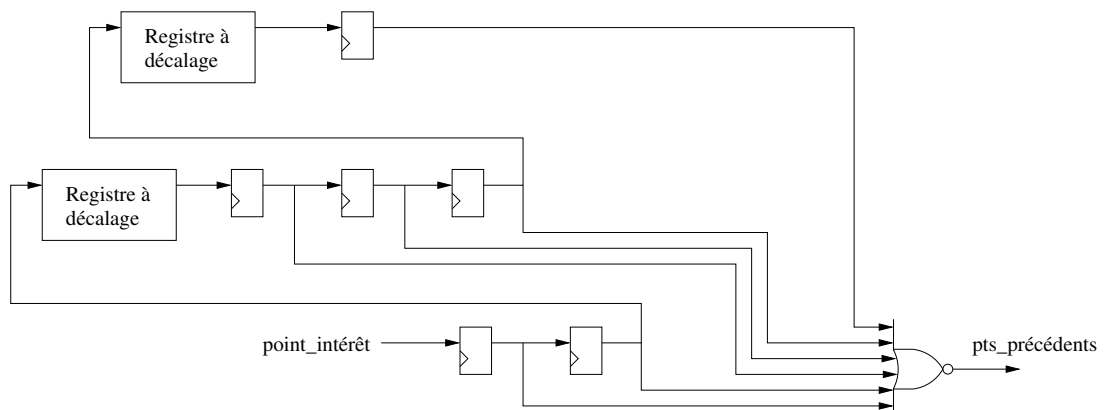 Registre à
décalage
Registre à
décalage
point_intérêt
pts_précédents